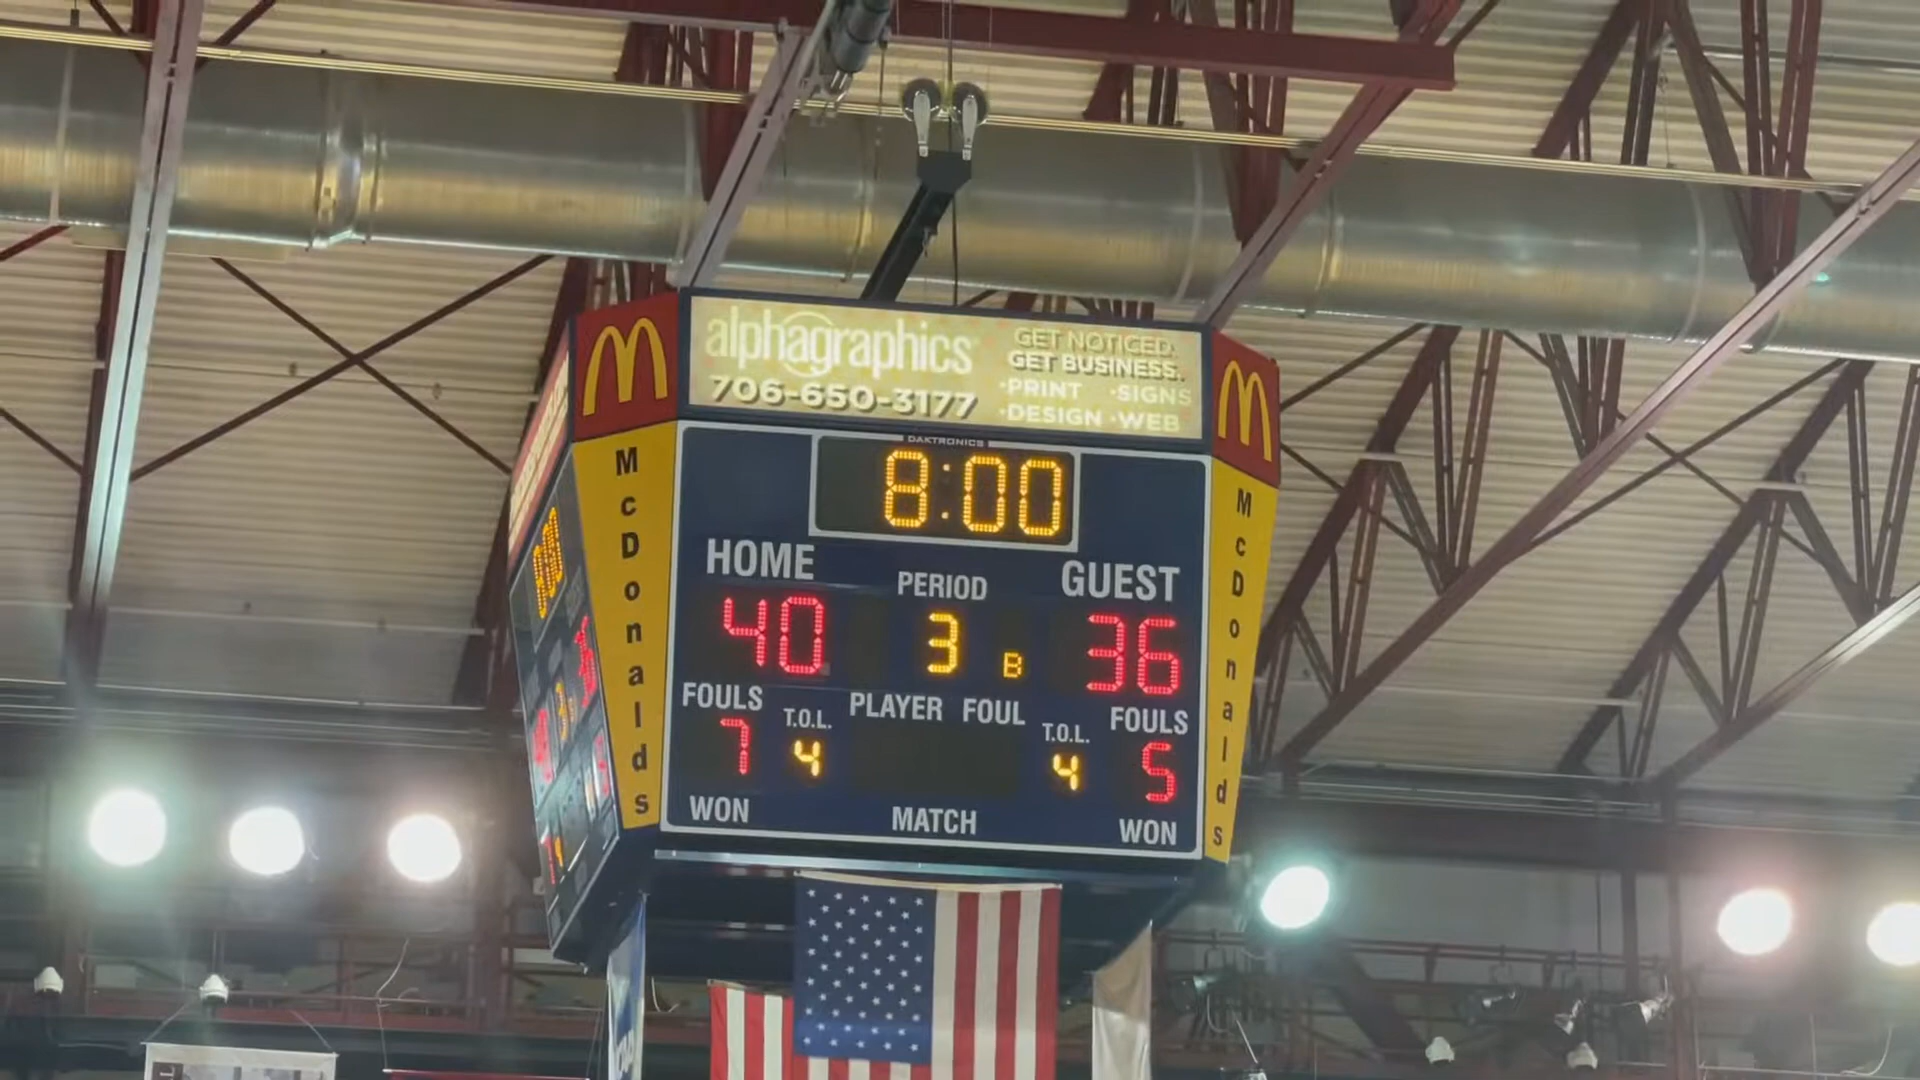 alphagraphics
GET NOTICED.
GET BUSINESS.
706-650-3177
•PRINT •SIGNS
•DESIGN •WEB
DAKTRONICS
McDonalds
McDonalds
8:00
HOME
PERIOD
GUEST
40
3
B
36
FOULS
T.O.L.
PLAYER FOUL
T.O.L.
FOULS
7
4
4
5
WON
MATCH
WON